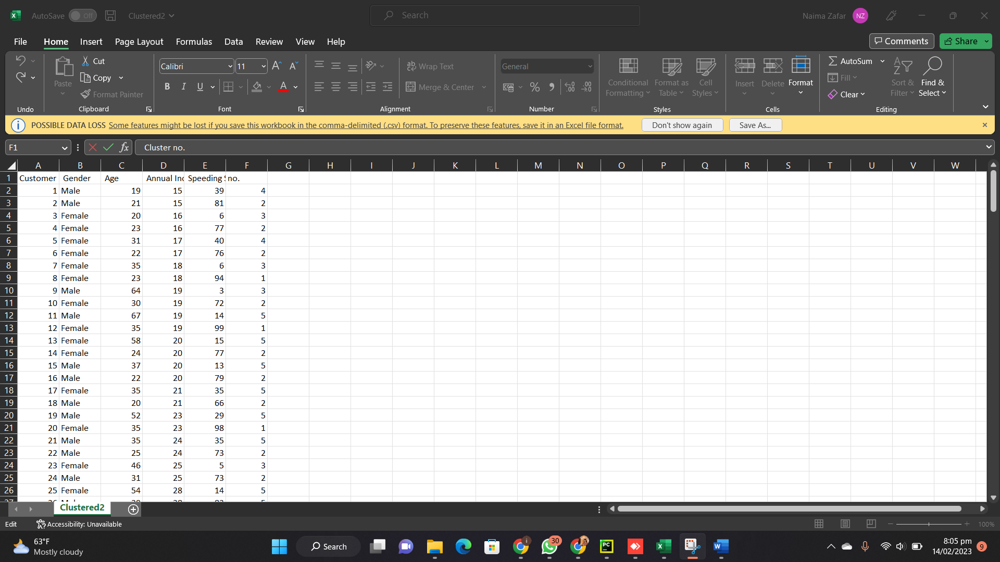 AutoSave Off Clustered2 Search Naima Zafar NZ
File Home Insert Page Layout Formulas Data Review View Help Comments Share
Paste Cut Copy Format Painter
Calibri 11 A A
B I U A
ab Wrap Text
Merge & Center
General
% 
Conditional Formatting
Format as Table
Cell Styles
Insert Delete Format
AutoSum
Fill
Clear
Sort & Filter
Find & Select
Undo Clipboard Font Alignment Number Styles Cells Editing
POSSIBLE DATA LOSS Some features might be lost if you save this workbook in the comma-delimited (.csv) format. To preserve these features, save it in an Excel file format. Don't show again Save As...
F1 fx Cluster no.
A B C D E F G H I J K L M N O P Q R S T U V W
1 Customer Gender Age Annual Inc Speeding S no.
2 1 Male 19 15 39 4
3 2 Male 21 15 81 2
4 3 Female 20 16 6 3
5 4 Female 23 16 77 2
6 5 Female 31 17 40 4
7 6 Female 22 17 76 2
8 7 Female 35 18 6 3
9 8 Female 23 18 94 1
10 9 Male 64 19 3 3
11 10 Female 30 19 72 2
12 11 Male 67 19 14 5
13 12 Female 35 19 99 1
14 13 Female 58 20 15 5
15 14 Female 24 20 77 2
16 15 Male 37 20 13 5
17 16 Male 22 20 79 2
18 17 Female 35 21 35 5
19 18 Male 20 21 66 2
20 19 Male 52 23 29 5
21 20 Female 35 23 98 1
22 21 Male 35 24 35 5
23 22 Male 25 24 73 2
24 23 Female 46 25 5 3
25 24 Male 31 25 73 2
26 25 Female 54 28 14 5
Clustered2
Edit Accessibility: Unavailable 100%
63°F
Mostly cloudy
Search
30
PC
8:05 pm
14/02/2023
9